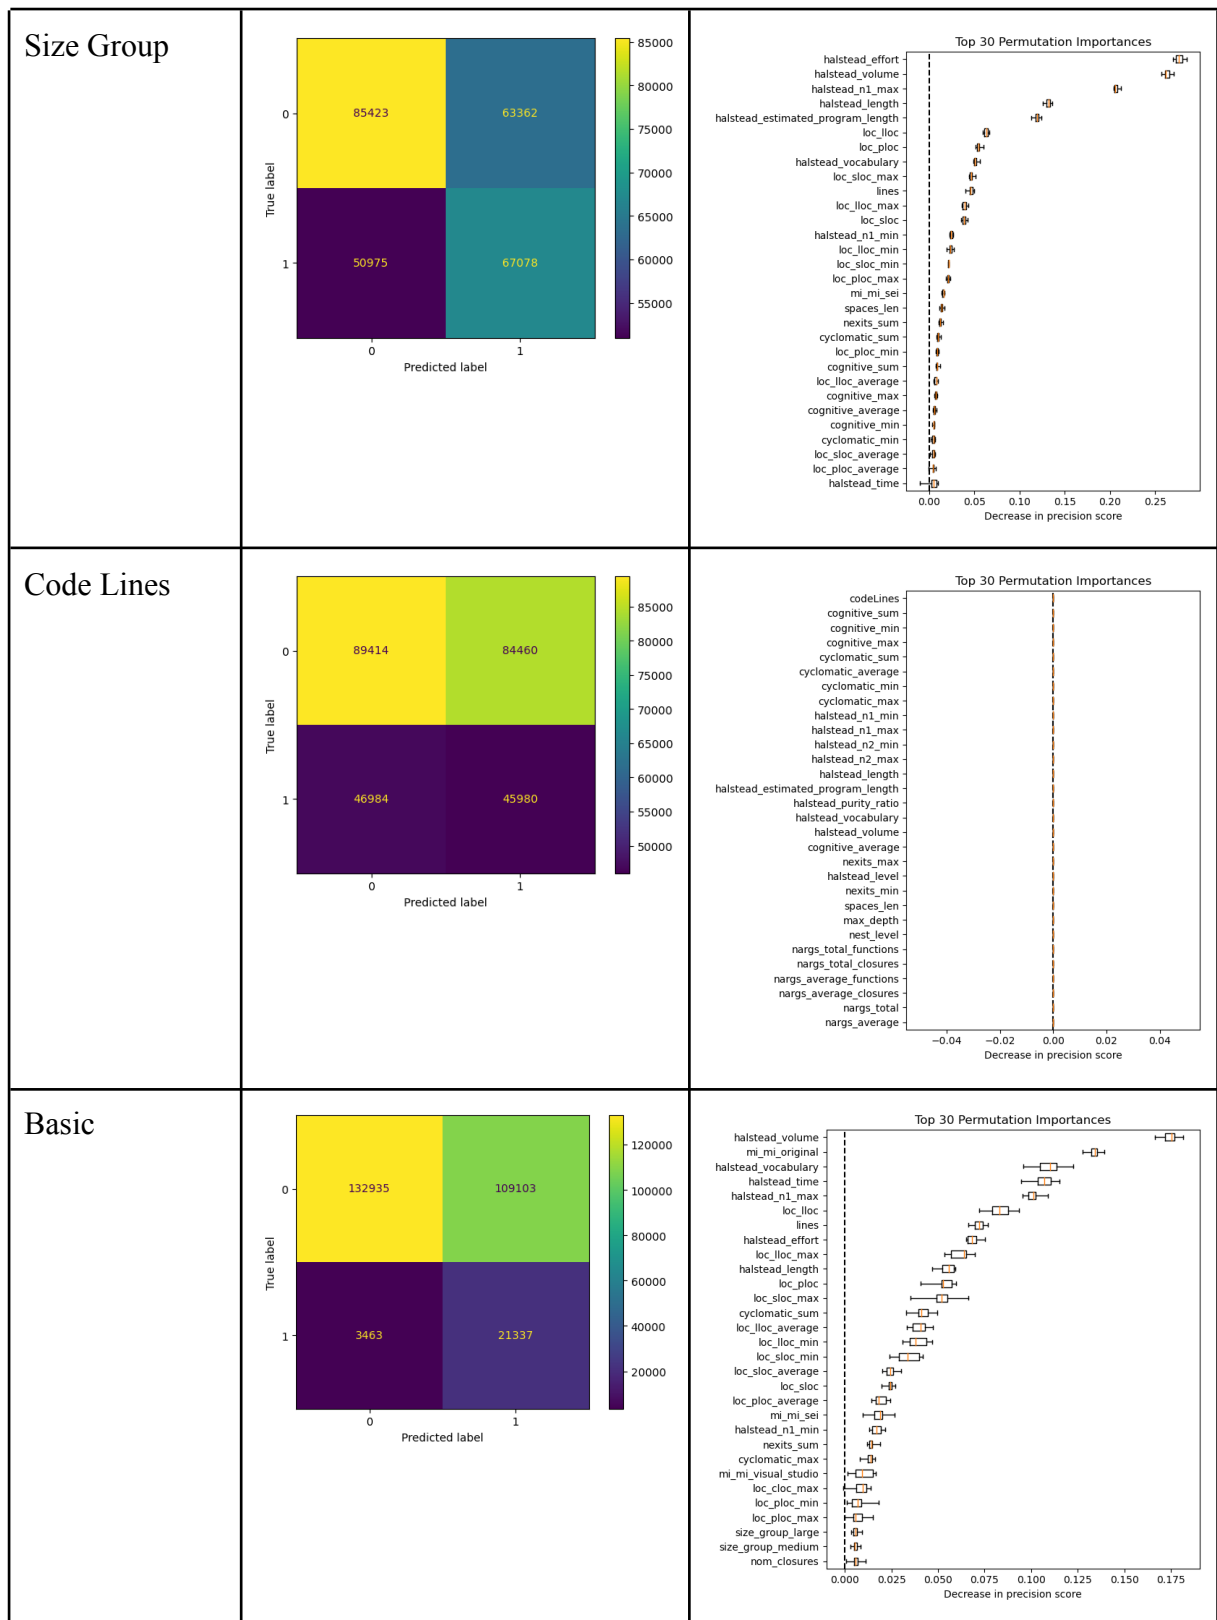 Size Group
0
1
True label
85423
63362
50975
67078
0
1
Predicted label
85000
80000
75000
70000
65000
60000
55000
Top 30 Permutation Importances
halstead_effort
halstead_volume
halstead_n1_max
halstead_length
halstead_estimated_program_length
loc_lloc
loc_ploc
halstead_vocabulary
loc_sloc_max
lines
loc_lloc_max
loc_sloc
halstead_n1_min
loc_lloc_min
loc_sloc_min
loc_ploc_max
mi_mi_sei
spaces_len
nexits_sum
cyclomatic_sum
loc_ploc_min
cognitive_sum
loc_lloc_average
cognitive_max
cognitive_average
cognitive_min
cyclomatic_min
loc_sloc_average
loc_ploc_average
halstead_time
0.00 0.05 0.10 0.15 0.20 0.25
Decrease in precision score
Code Lines
0
1
True label
89414
84460
46984
45980
0
1
Predicted label
85000
80000
75000
70000
65000
60000
55000
50000
Top 30 Permutation Importances
codeLines
cognitive_sum
cognitive_min
cognitive_max
cyclomatic_sum
cyclomatic_average
cyclomatic_min
cyclomatic_max
halstead_n1_min
halstead_n1_max
halstead_n2_min
halstead_n2_max
halstead_length
halstead_estimated_program_length
halstead_purity_ratio
halstead_vocabulary
halstead_volume
cognitive_average
nexits_max
halstead_level
nexits_min
spaces_len
max_depth
nest_level
nargs_total_functions
nargs_total_closures
nargs_average_functions
nargs_average_closures
nargs_total
nargs_average
−0.04 −0.02 0.00 0.02 0.04
Decrease in precision score
Basic
0
1
True label
132935
109103
3463
21337
0
1
Predicted label
120000
100000
80000
60000
40000
20000
Top 30 Permutation Importances
halstead_volume
mi_mi_original
halstead_vocabulary
halstead_time
halstead_n1_max
loc_lloc
lines
halstead_effort
loc_lloc_max
halstead_length
loc_ploc
loc_sloc_max
cyclomatic_sum
loc_lloc_average
loc_lloc_min
loc_sloc_min
loc_sloc_average
loc_sloc
loc_ploc_average
mi_mi_sei
halstead_n1_min
nexits_sum
cyclomatic_max
mi_mi_visual_studio
loc_cloc_max
loc_ploc_min
loc_ploc_max
size_group_large
size_group_medium
nom_closures
0.000 0.025 0.050 0.075 0.100 0.125 0.150 0.175
Decrease in precision score